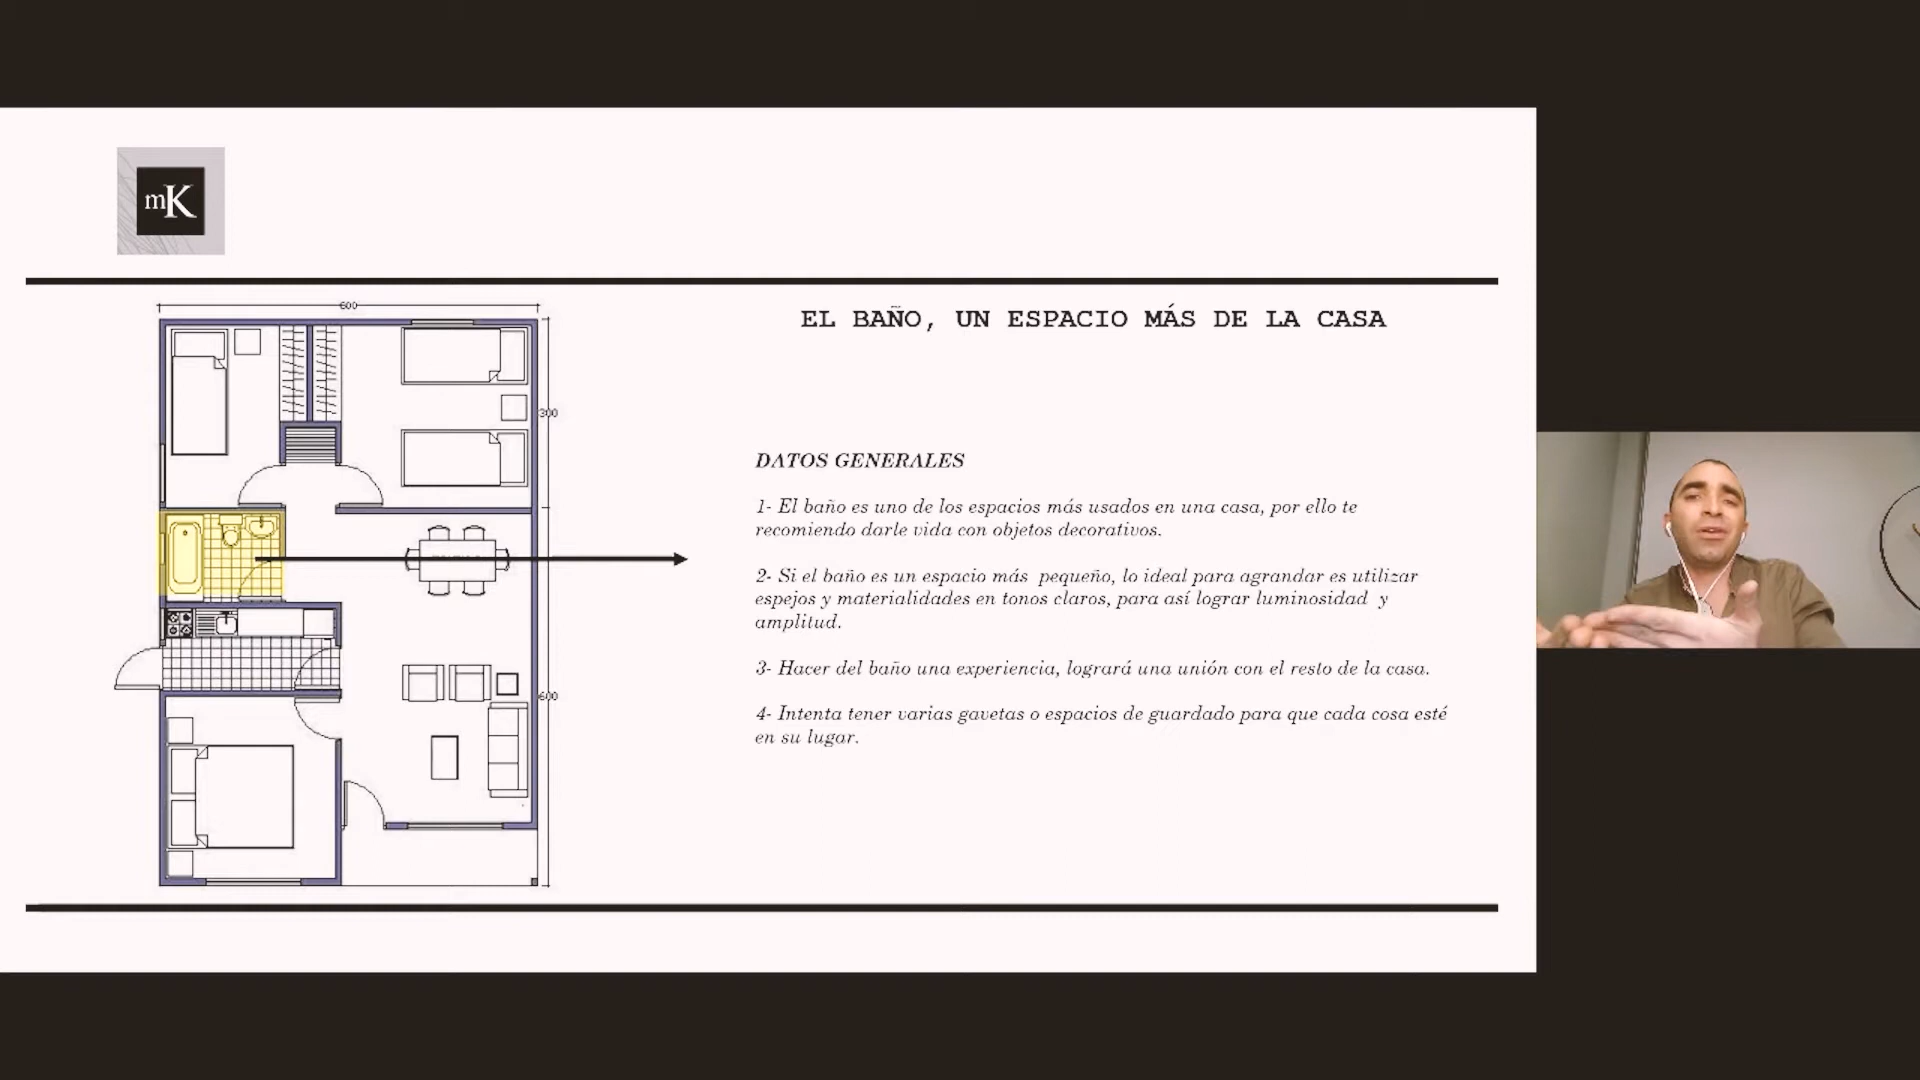 mK
600
EL BAÑO, UN ESPACIO MÁS DE LA CASA
300
600
DATOS GENERALES
1- El baño es uno de los espacios más usados en una casa, por ello te
recomiendo darle vida con objetos decorativos.
2- Si el baño es un espacio más  pequeño, lo ideal para agrandar es utilizar
espejos y materialidades en tonos claros, para así lograr luminosidad  y
amplitud.
3- Hacer del baño una experiencia, logrará una unión con el resto de la casa.
4- Intenta tener varias gavetas o espacios de guardado para que cada cosa esté
en su lugar.